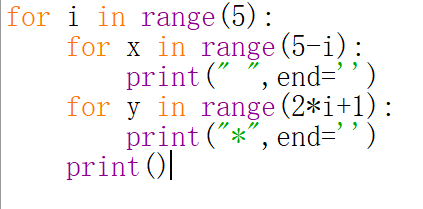 for i in range(5):
    for x in range(5-i):
        print(" ",end='')
    for y in range(2*i+1):
        print("*",end='')
    print()